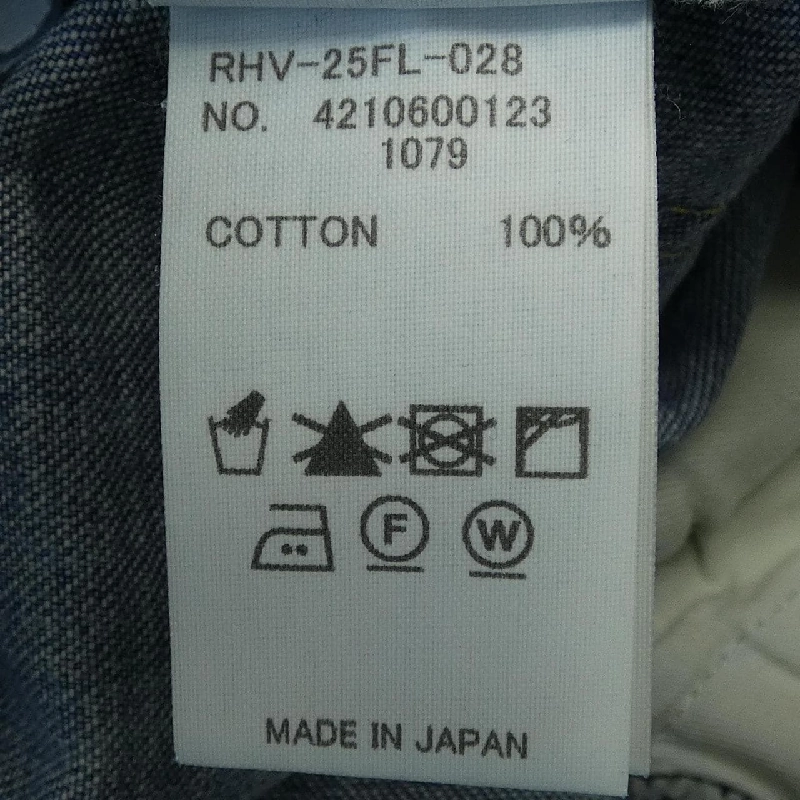 RHV-25FL-028
NO. 4210600123
1079
COTTON 100%
F W
MADE IN JAPAN